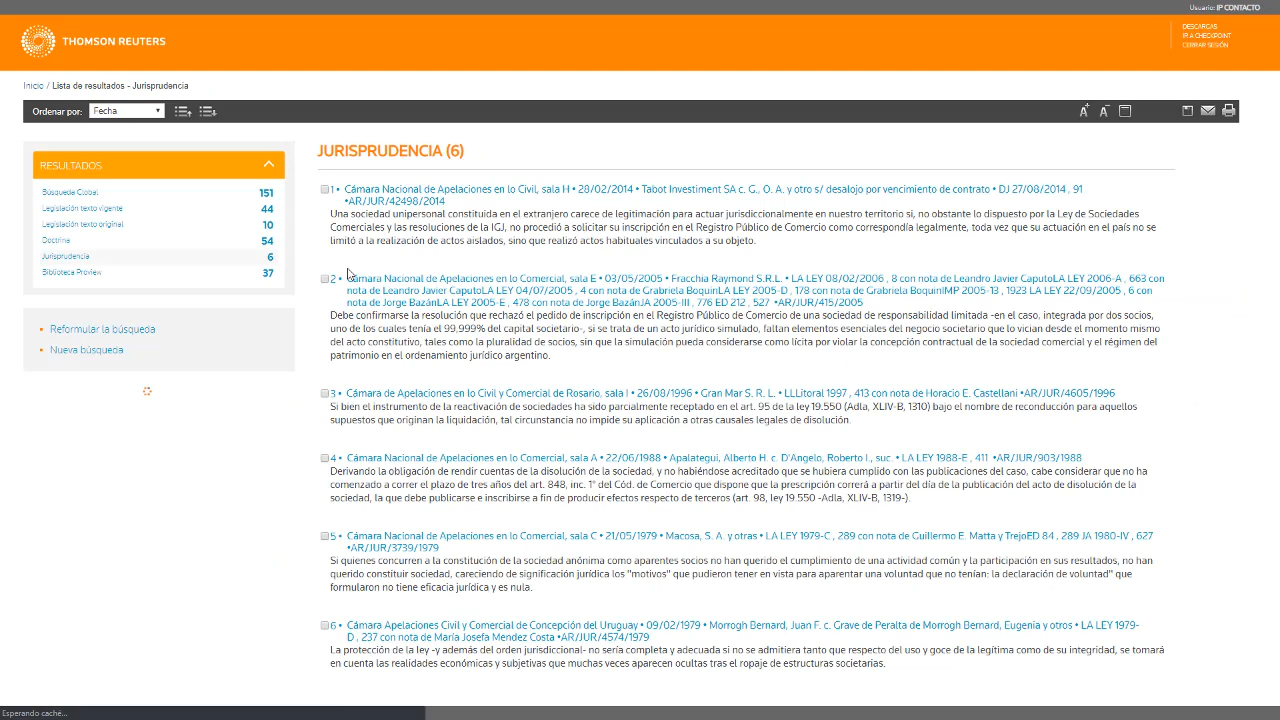 Usuario: IP CONTACTO
THOMSON REUTERS
DESCARGAS
IR A CHECKPOINT
CERRAR SESIÓN
Inicio / Lista de resultados - Jurisprudencia
Ordenar por: Fecha
A+ A-
RESULTADOS
Búsqueda Global 151
Legislación texto vigente 44
Legislación texto original 10
Doctrina 54
Jurisprudencia 6
Biblioteca Proview 37
Reformular la búsqueda
Nueva búsqueda
JURISPRUDENCIA (6)
1 • Cámara Nacional de Apelaciones en lo Civil, sala H • 28/02/2014 • Tabot Investiment SA c. G., O. A. y otro s/ desalojo por vencimiento de contrato • DJ 27/08/2014 , 91
•AR/JUR/42498/2014
Una sociedad unipersonal constituida en el extranjero carece de legitimación para actuar jurisdiccionalmente en nuestro territorio si, no obstante lo dispuesto por la Ley de Sociedades
Comerciales y las resoluciones de la IGJ, no procedió a solicitar su inscripción en el Registro Público de Comercio como correspondía legalmente, toda vez que su actuación en el país no se
limitó a la realización de actos aislados, sino que realizó actos habituales vinculados a su objeto.
2 • Cámara Nacional de Apelaciones en lo Comercial, sala E • 03/05/2005 • Fracchia Raymond S.R.L. • LA LEY 08/02/2006 , 8 con nota de Leandro Javier CaputoLA LEY 2006-A , 663 con
nota de Leandro Javier CaputoLA LEY 04/07/2005 , 4 con nota de Grabriela BoquinLA LEY 2005-D , 178 con nota de Grabriela BoquinIMP 2005-13 , 1923 LA LEY 22/09/2005 , 6 con
nota de Jorge BazánLA LEY 2005-E , 478 con nota de Jorge BazánJA 2005-III , 776 ED 212 , 527 •AR/JUR/415/2005
Debe confirmarse la resolución que rechazó el pedido de inscripción en el Registro Público de Comercio de una sociedad de responsabilidad limitada -en el caso, integrada por dos socios,
uno de los cuales tenía el 99,999% del capital societario-, si se trata de un acto jurídico simulado, faltan elementos esenciales del negocio societario que lo vician desde el momento mismo
del acto constitutivo, tales como la pluralidad de socios, sin que la simulación pueda considerarse como lícita por violar la concepción contractual de la sociedad comercial y el régimen del
patrimonio en el ordenamiento jurídico argentino.
3 • Cámara de Apelaciones en lo Civil y Comercial de Rosario, sala I • 26/08/1996 • Gran Mar S. R. L. • LLLitoral 1997 , 413 con nota de Horacio E. Castellani •AR/JUR/4605/1996
Si bien el instrumento de la reactivación de sociedades ha sido parcialmente receptado en el art. 95 de la ley 19.550 (Adla, XLIV-B, 1310) bajo el nombre de reconducción para aquellos
supuestos que originan la liquidación, tal circunstancia no impide su aplicación a otras causales legales de disolución.
4 • Cámara Nacional de Apelaciones en lo Comercial, sala A • 22/06/1988 • Apalategui, Alberto H. c. D'Angelo, Roberto I., suc. • LA LEY 1988-E , 411 •AR/JUR/903/1988
Derivando la obligación de rendir cuentas de la disolución de la sociedad, y no habiéndose acreditado que se hubiera cumplido con las publicaciones del caso, cabe considerar que no ha
comenzado a correr el plazo de tres años del art. 848, inc. 1° del Cód. de Comercio que dispone que la prescripción correrá a partir del día de la publicación del acto de disolución de la
sociedad, la que debe publicarse e inscribirse a fin de producir efectos respecto de terceros (art. 98, ley 19.550 -Adla, XLIV-B, 1319-).
5 • Cámara Nacional de Apelaciones en lo Comercial, sala C • 21/05/1979 • Macosa, S. A. y otras • LA LEY 1979-C , 289 con nota de Guillermo E. Matta y TrejoED 84 , 289 JA 1980-IV , 627
•AR/JUR/3739/1979
Si quienes concurren a la constitución de la sociedad anónima como aparentes socios no han querido el cumplimiento de una actividad común y la participación en sus resultados, no han
querido constituir sociedad, careciendo de significación jurídica los "motivos" que pudieron tener en vista para aparentar una voluntad que no tenían: la declaración de voluntad" que
formularon no tiene eficacia jurídica y es nula.
6 • Cámara Apelaciones Civil y Comercial de Concepción del Uruguay • 09/02/1979 • Morrogh Bernard, Juan F. c. Grave de Peralta de Morrogh Bernard, Eugenia y otros • LA LEY 1979-
D , 237 con nota de María Josefa Mendez Costa •AR/JUR/4574/1979
La protección de la ley -y además del orden jurisdiccional- no sería completa y adecuada si no se admitiera tanto que respecto del uso y goce de la legítima como de su integridad, se tomará
en cuenta las realidades económicas y subjetivas que muchas veces aparecen ocultas tras el ropaje de estructuras societarias.
Esperando caché...